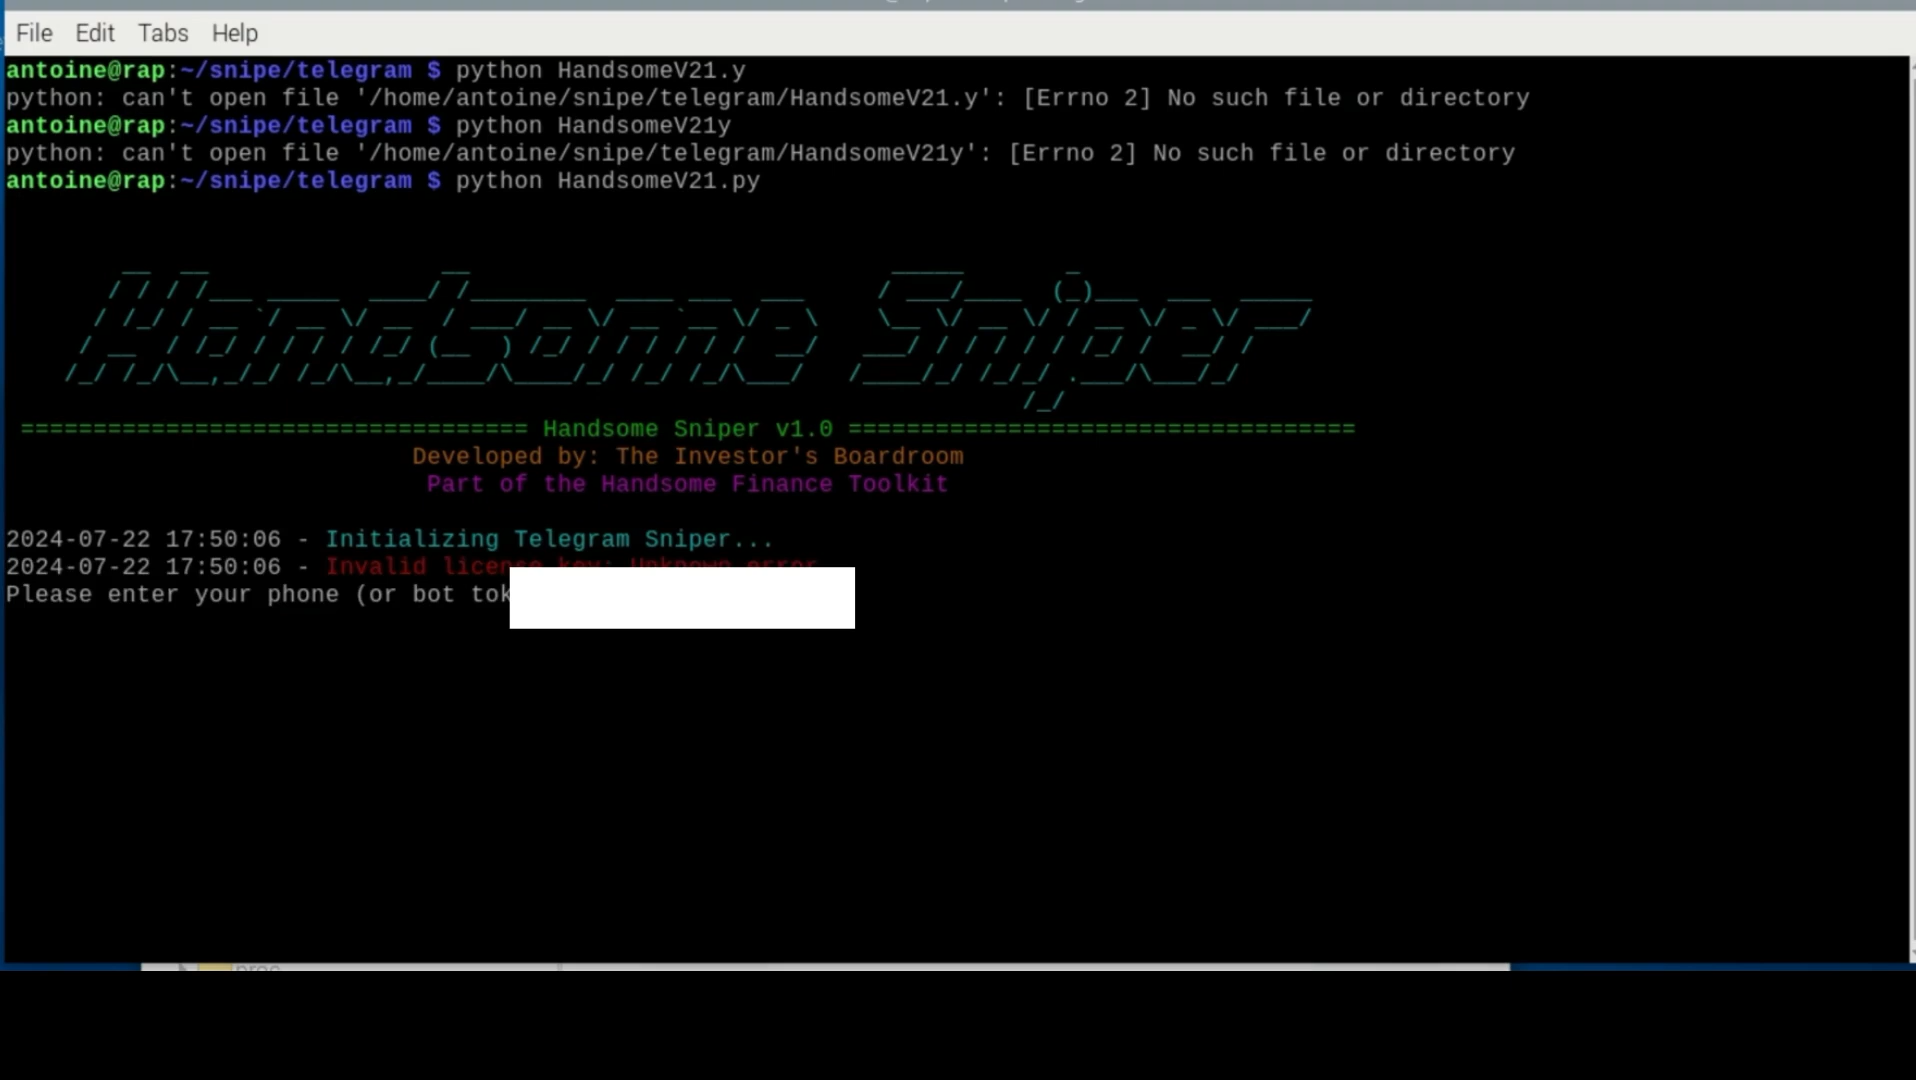 File Edit Tabs Help
antoine@rap:~/snipe/telegram $ python HandsomeV21.y
python: can't open file '/home/antoine/snipe/telegram/HandsomeV21.y': [Errno 2] No such file or directory
antoine@rap:~/snipe/telegram $ python HandsomeV21y
python: can't open file '/home/antoine/snipe/telegram/HandsomeV21y': [Errno 2] No such file or directory
antoine@rap:~/snipe/telegram $ python HandsomeV21.py
Handsome Sniper
=================================== Handsome Sniper v1.0 ===================================
Developed by: The Investor's Boardroom
Part of the Handsome Finance Toolkit
2024-07-22 17:50:06 - Initializing Telegram Sniper...
2024-07-22 17:50:06 - Invalid license key: Unknown error
Please enter your phone (or bot tok